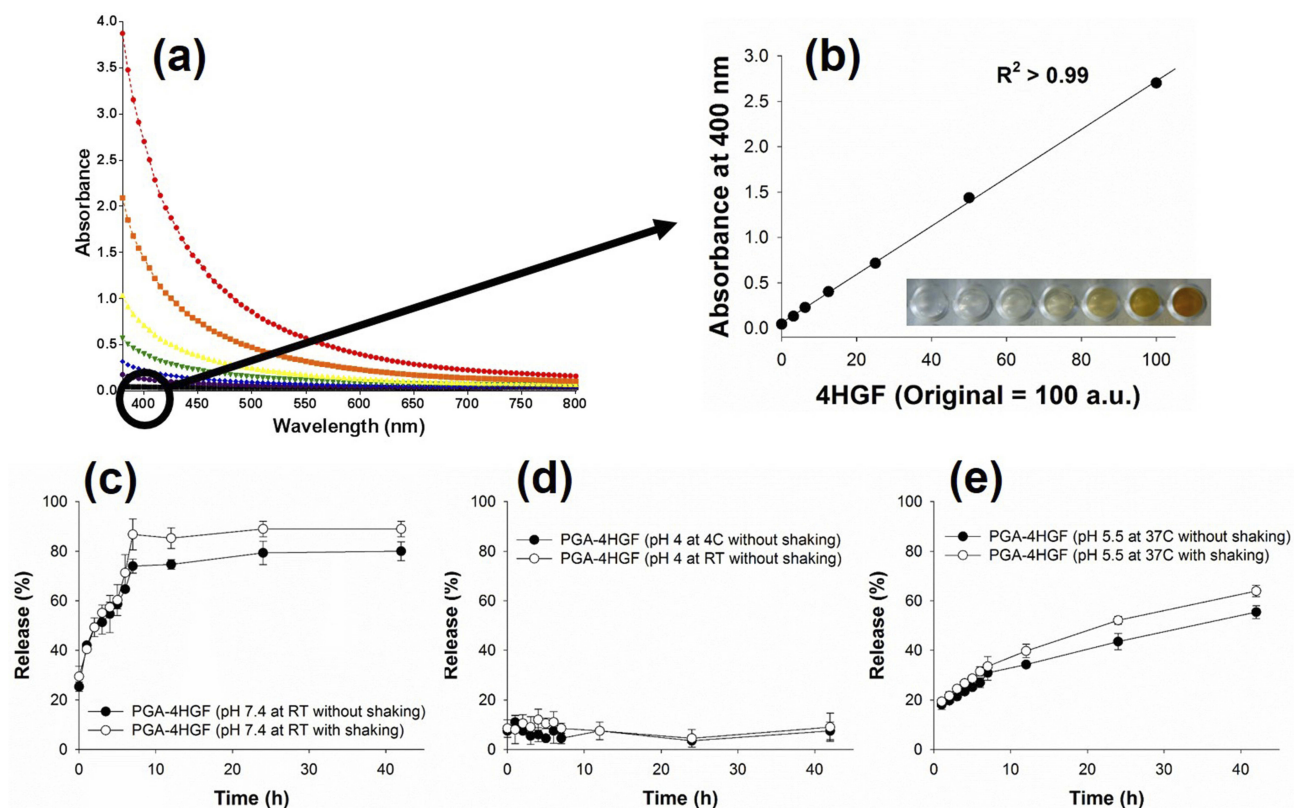 (a)
4.0
3.5
3.0
2.5
2.0
1.5
1.0
0.5
0.0
Absorbance
400 450 500 550 600 650 700 750 800
Wavelength (nm)
(b)
3.0
2.5
2.0
1.5
1.0
0.5
0.0
Absorbance at 400 nm
R² > 0.99
0 20 40 60 80 100
4HGF (Original = 100 a.u.)
(c)
100
80
60
40
20
0
Release (%)
PGA-4HGF (pH 7.4 at RT without shaking)
PGA-4HGF (pH 7.4 at RT with shaking)
0 10 20 30 40
Time (h)
(d)
100
80
60
40
20
0
Release (%)
PGA-4HGF (pH 4 at 4C without shaking)
PGA-4HGF (pH 4 at RT without shaking)
0 10 20 30 40
Time (h)
(e)
100
80
60
40
20
0
Release (%)
PGA-4HGF (pH 5.5 at 37C without shaking)
PGA-4HGF (pH 5.5 at 37C with shaking)
0 10 20 30 40
Time (h)